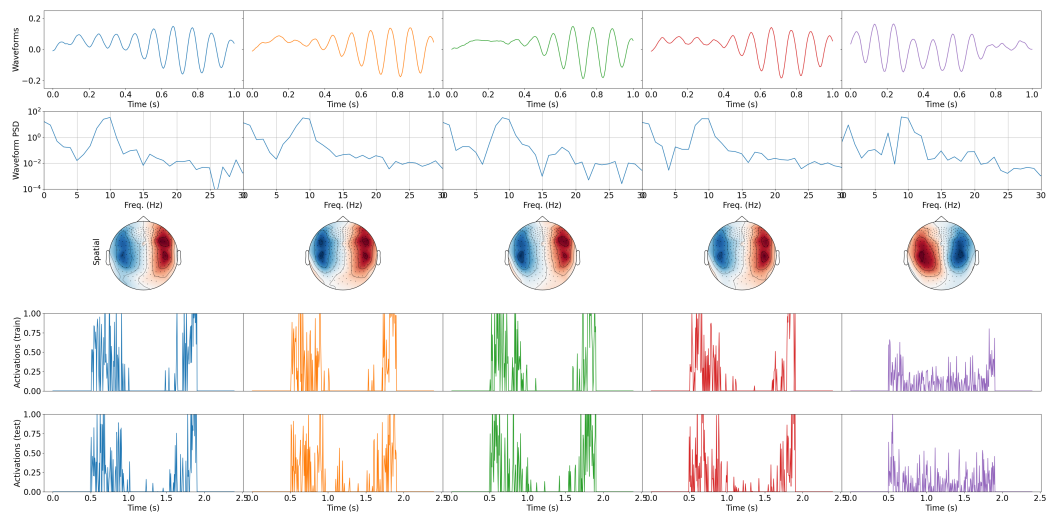 Waveforms
0.2
0.0
−0.2
0.0 0.2 0.4 0.6 0.8 1.0 0.0 0.2 0.4 0.6 0.8 1.0 0.0 0.2 0.4 0.6 0.8 1.0 0.0 0.2 0.4 0.6 0.8 1.0 0.0 0.2 0.4 0.6 0.8 1.0
Time (s) Time (s) Time (s) Time (s) Time (s)
Waveform PSD
10²
10⁰
10⁻²
10⁻⁴
0 5 10 15 20 25 30 0 5 10 15 20 25 30 0 5 10 15 20 25 30 0 5 10 15 20 25 30 0 5 10 15 20 25 30
Freq. (Hz) Freq. (Hz) Freq. (Hz) Freq. (Hz) Freq. (Hz)
Spatial
Activations (train)
1.00
0.75
0.50
0.25
0.00
Activations (test)
1.00
0.75
0.50
0.25
0.00
0.0 0.5 1.0 1.5 2.0 2.5 0.0 0.5 1.0 1.5 2.0 2.5 0.0 0.5 1.0 1.5 2.0 2.5 0.0 0.5 1.0 1.5 2.0 2.5 0.0 0.5 1.0 1.5 2.0 2.5
Time (s) Time (s) Time (s) Time (s) Time (s)